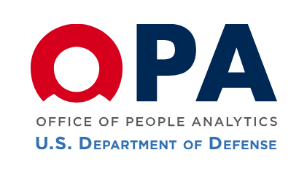 OPA
OFFICE OF PEOPLE ANALYTICS
U.S. DEPARTMENT OF DEFENSE